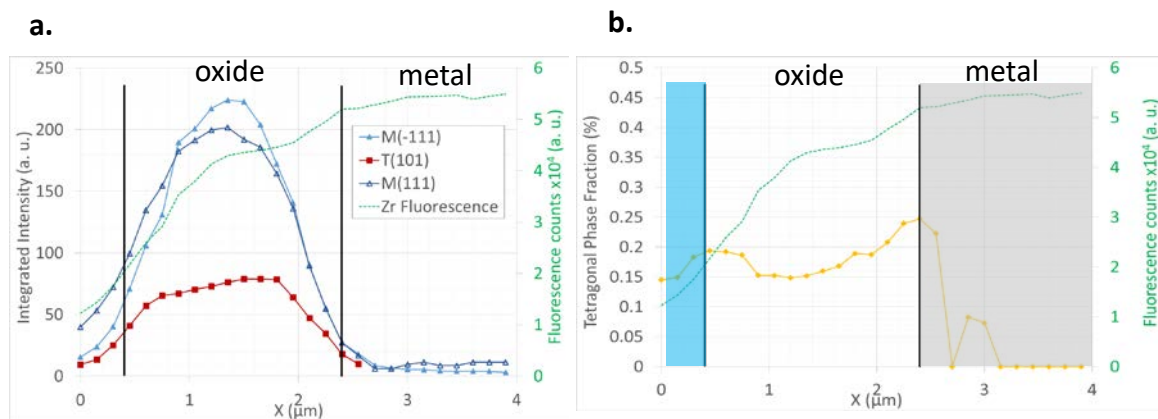 a.
oxide
metal
Integrated Intensity (a. u.)
250
200
150
100
50
0
0
1
2
3
4
X (μm)
M(-111)
T(101)
M(111)
Zr Fluorescence
6
5
4
3
2
1
0
Fluorescence counts x10⁴ (a. u.)
b.
oxide
metal
Tetragonal Phase Fraction (%)
0.5
0.45
0.4
0.35
0.3
0.25
0.2
0.15
0.1
0.05
0
0
1
2
3
4
X (μm)
6
5
4
3
2
1
0
Fluorescence counts x10⁴ (a. u.)